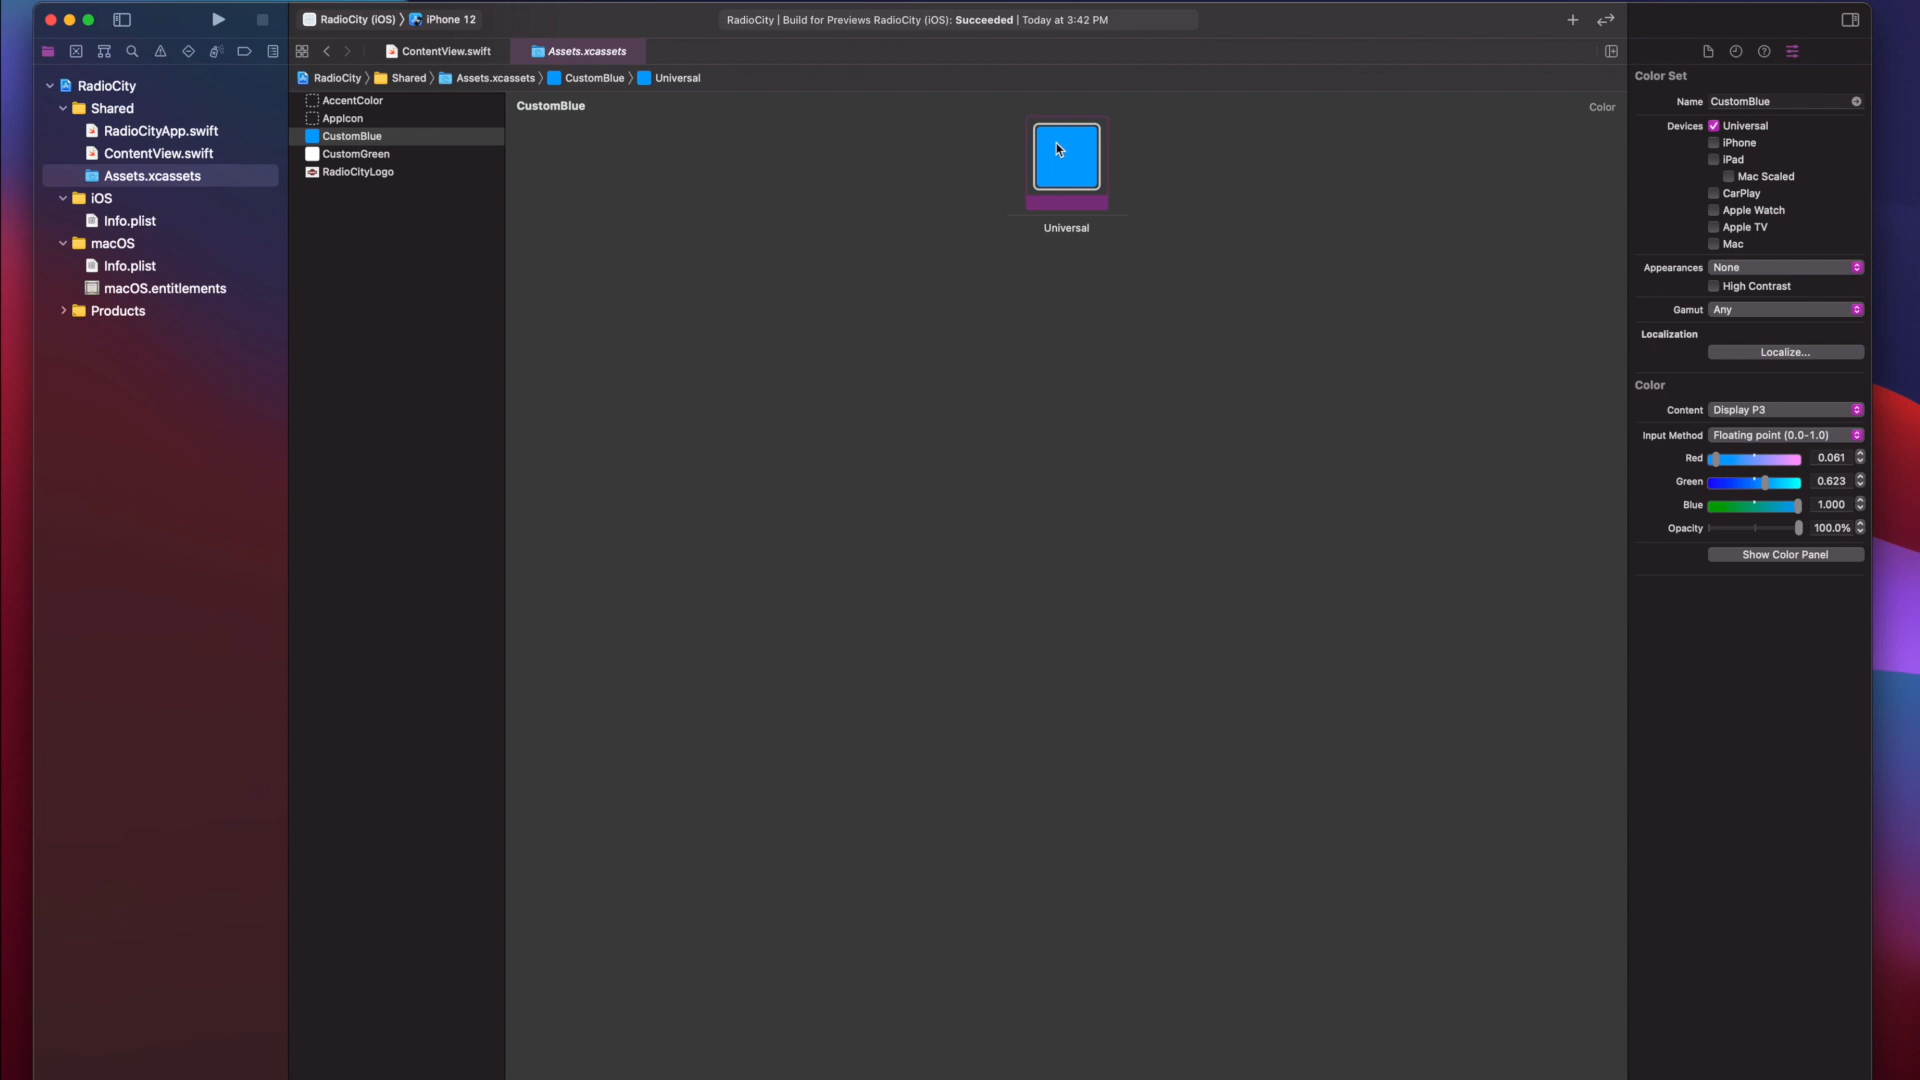 RadioCity (iOS) 〉 iPhone 12
RadioCity | Build for Previews RadioCity (iOS): Succeeded | Today at 3:42 PM
ContentView.swift
Assets.xcassets
RadioCity 〉 Shared 〉 Assets.xcassets 〉 CustomBlue 〉 Universal
RadioCity
Shared
RadioCityApp.swift
ContentView.swift
Assets.xcassets
iOS
Info.plist
macOS
Info.plist
macOS.entitlements
Products
AccentColor
AppIcon
CustomBlue
CustomGreen
RadioCityLogo
CustomBlue
Color
Universal
Color Set
Name CustomBlue
Devices Universal
iPhone
iPad
Mac Scaled
CarPlay
Apple Watch
Apple TV
Mac
Appearances None
High Contrast
Gamut Any
Localization
Localize...
Color
Content Display P3
Input Method Floating point (0.0-1.0)
Red 0.061
Green 0.623
Blue 1.000
Opacity 100.0%
Show Color Panel